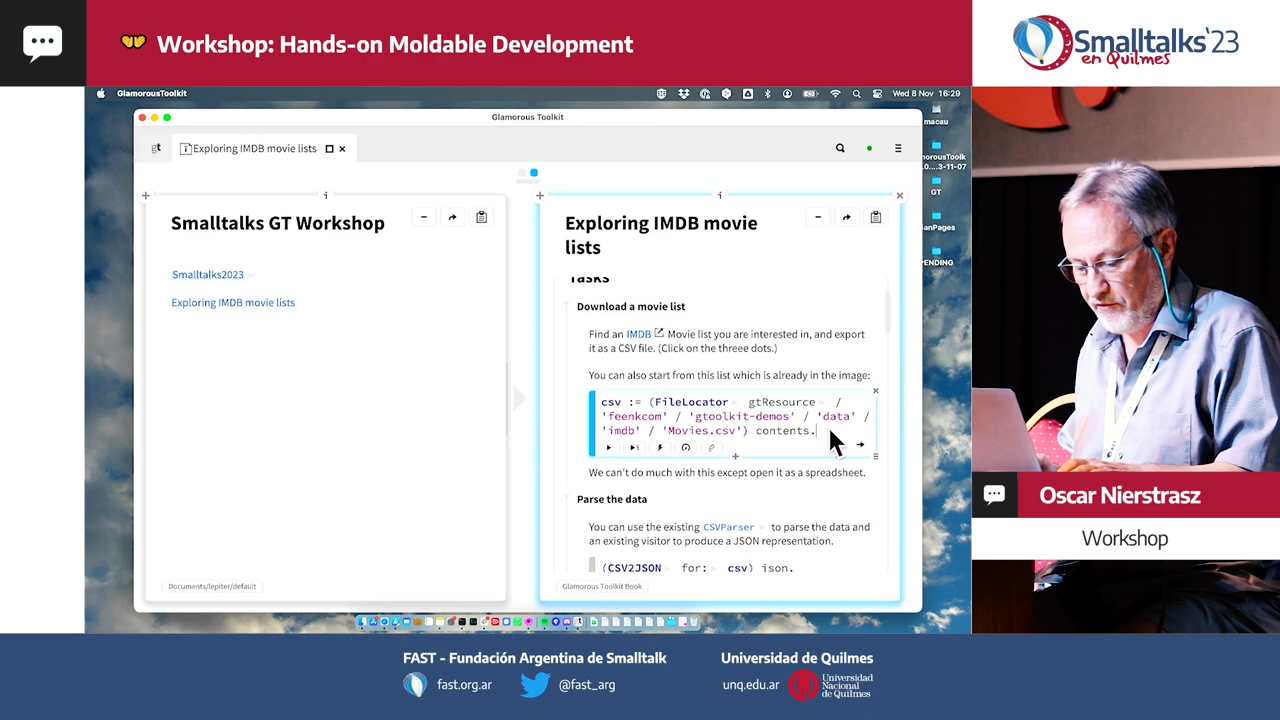 Workshop: Hands-on Moldable Development
Smalltalks'23
en Quilmes
GlamorousToolkit
Wed 8 Nov 16:29
Glamorous Toolkit
macau
gt
Exploring IMDB movie lists
GT
PENDING
Smalltalks GT Workshop
Smalltalks2023
Exploring IMDB movie lists
Exploring IMDB movie
lists
Tasks
Download a movie list
Find an IMDB Movie list you are interested in, and export
it as a CSV file. (Click on the threee dots.)
You can also start from this list which is already in the image:
csv := (FileLocator gtResource /
'feenkcom' / 'gtoolkit-demos' / 'data' /
'imdb' / 'Movies.csv') contents.
We can't do much with this except open it as a spreadsheet.
Parse the data
You can use the existing CSVParser to parse the data and
an existing visitor to produce a JSON representation.
(CSV2JSON for: csv) json.
Documents/lepiter/default
Glamorous Toolkit Book
Oscar Nierstrasz
Workshop
FAST - Fundación Argentina de Smalltalk
fast.org.ar
@fast_arg
Universidad de Quilmes
unq.edu.ar
Universidad
Nacional
de Quilmes